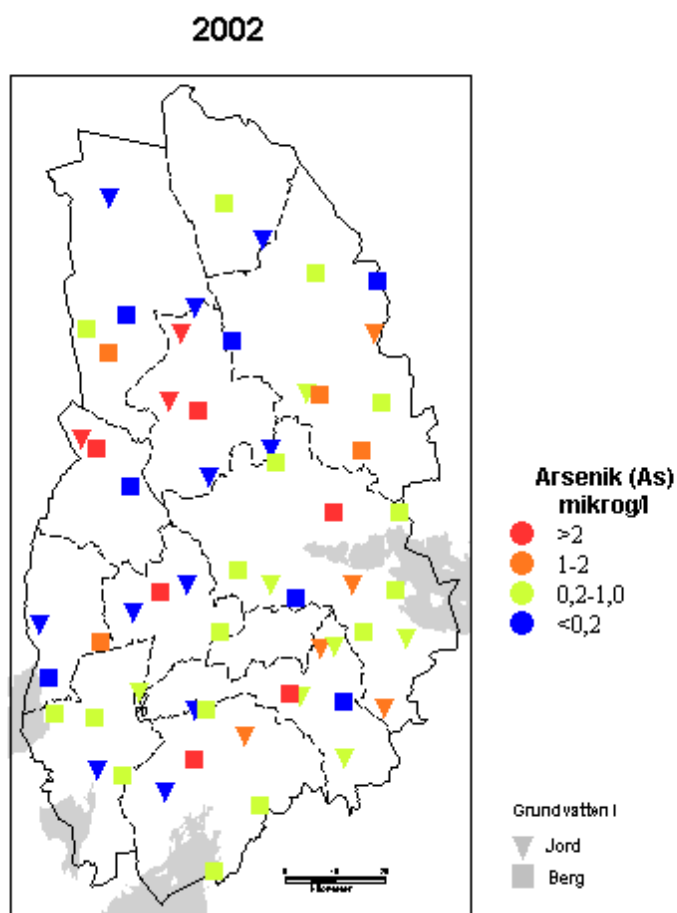 2002
Arsenik (As)
mikrog/l
>2
1-2
0,2-1,0
<0,2
Grundvatten i
Jord
Berg